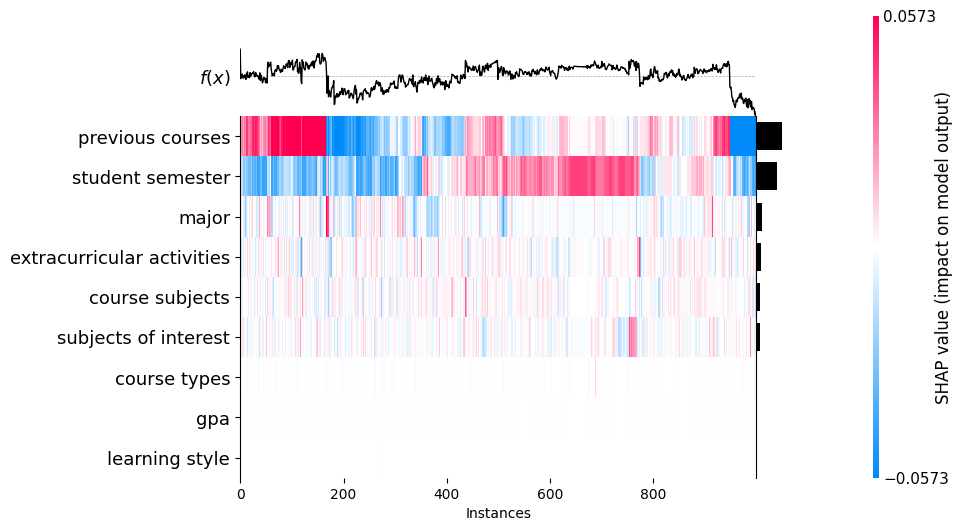 0.0573
f(x)
previous courses
student semester
major
extracurricular activities
course subjects
subjects of interest
course types
gpa
learning style
SHAP value (impact on model output)
−0.0573
0 200 400 600 800
Instances